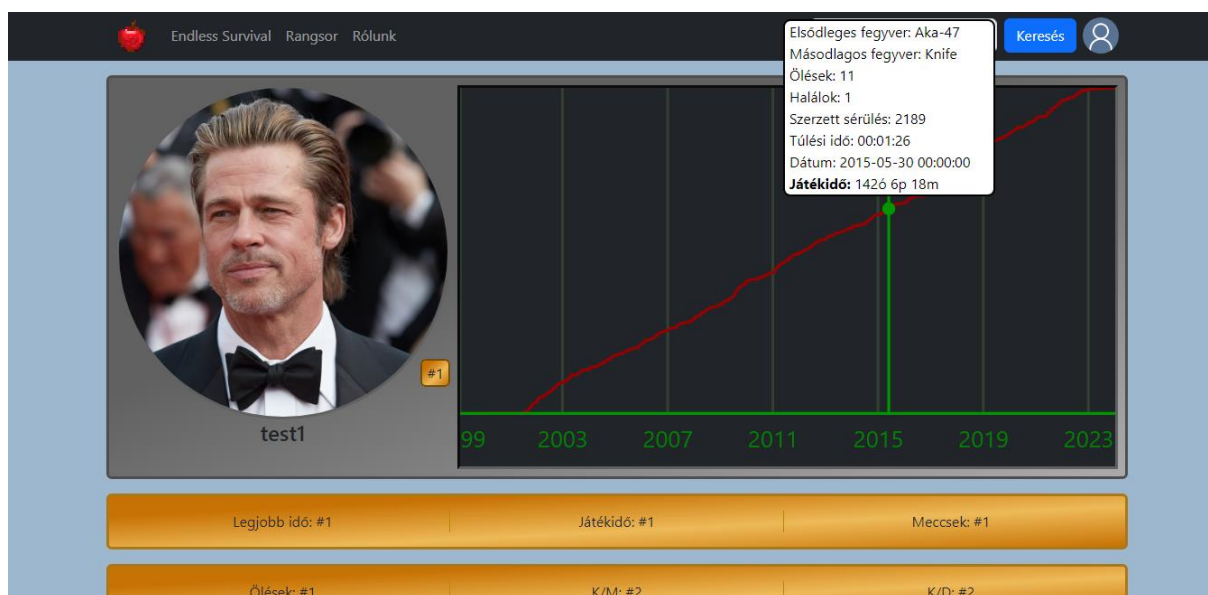 Endless Survival Rangsor Rólunk
Keresés
Elsődleges fegyver: Aka-47
Másodlagos fegyver: Knife
Ölések: 11
Halálok: 1
Szerzett sérülés: 2189
Túlési idő: 00:01:26
Dátum: 2015-05-30 00:00:00
Játékidő: 142ó 6p 18m
#1
test1
99 2003 2007 2011 2015 2019 2023
Legjobb idő: #1 Játékidő: #1 Meccsek: #1
Ölések: #1 K/M: #2 K/D: #2